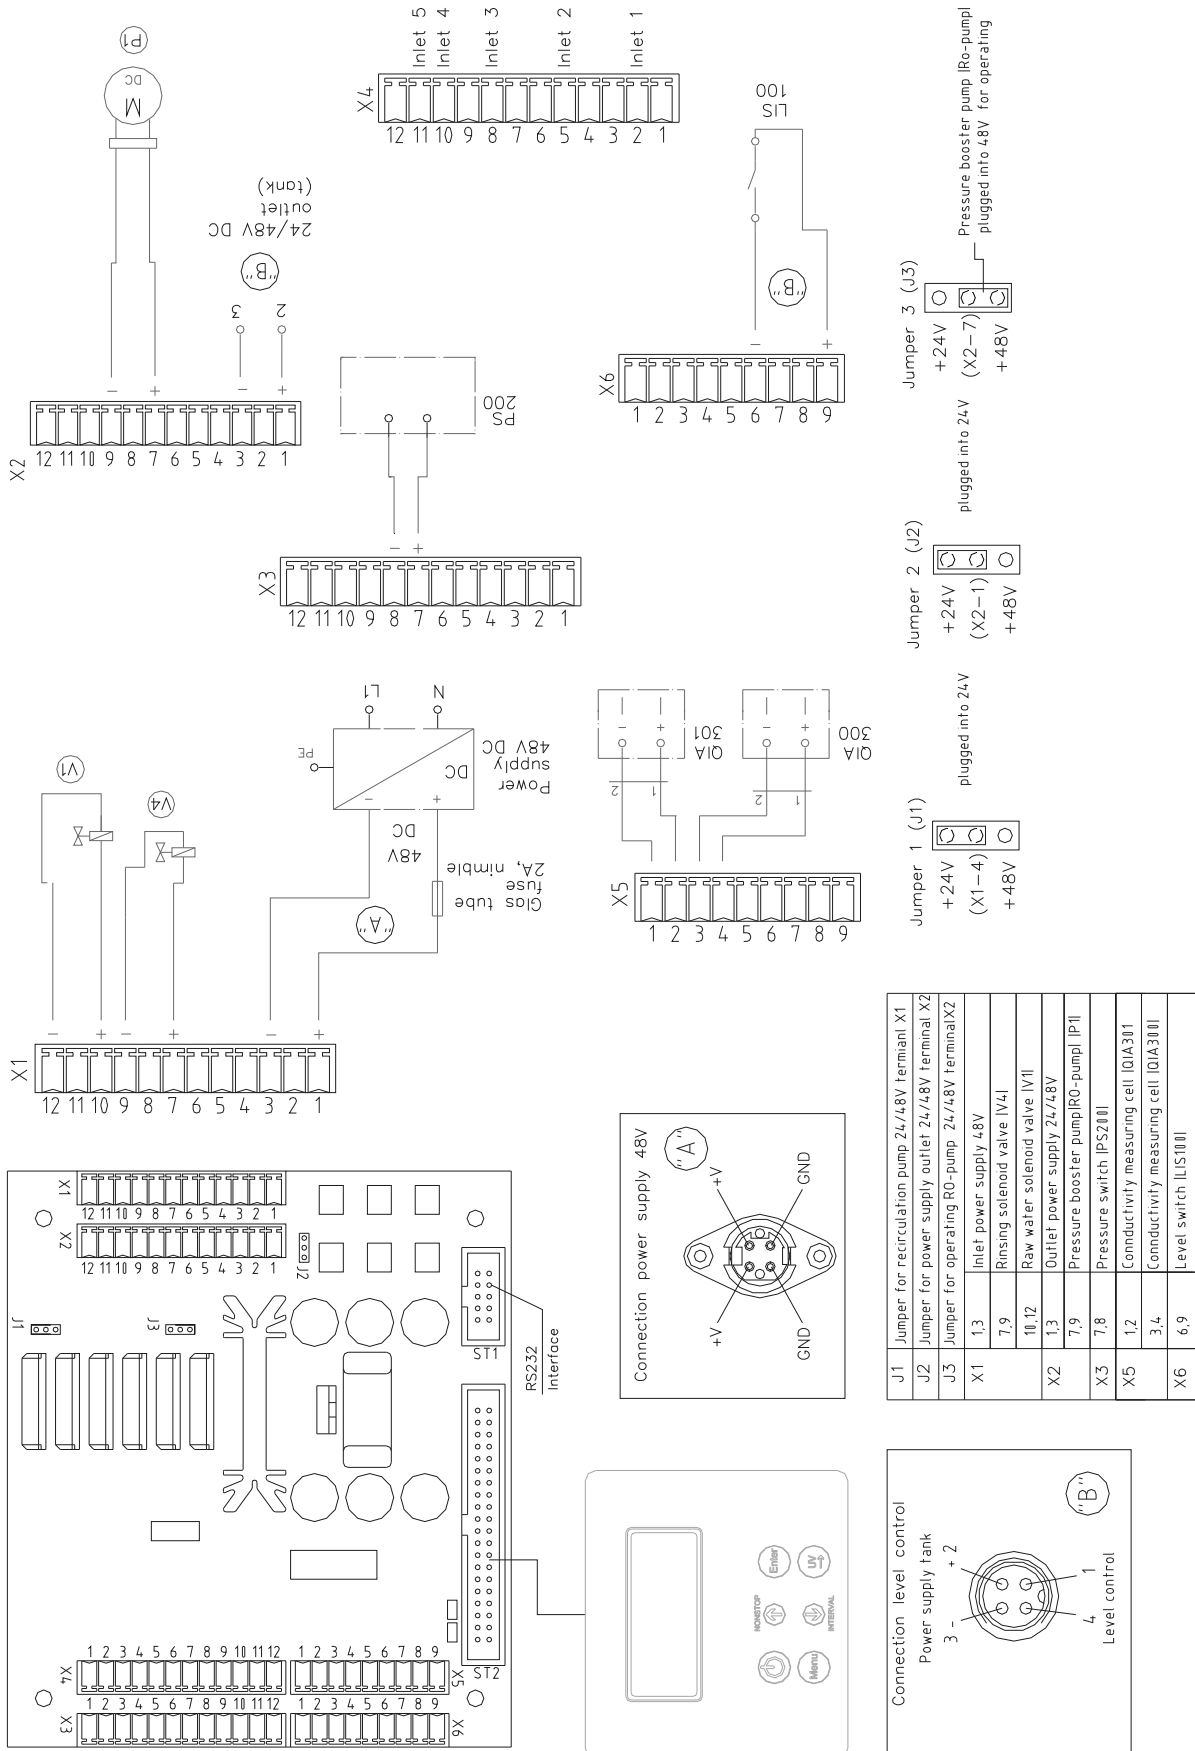 P1
M
DC
X2
12 11 10 9 8 7 6 5 4 3 2 1
-
+
-
+
3
2
"B"
24/48V DC
outlet
(tank)
X4
12 11 10 9 8 7 6 5 4 3 2 1
Inlet 5
Inlet 4
Inlet 3
Inlet 2
Inlet 1
PS
200
X3
12 11 10 9 8 7 6 5 4 3 2 1
-
+
LIS
100
"B"
-
+
X6
1 2 3 4 5 6 7 8 9
Jumper 3 (J3)
+24V
(X2-7)
+48V
Pressure booster pump |Ro-pump|
plugged into 48V for operating
Jumper 2 (J2)
+24V
(X2-1)
+48V
plugged into 24V
Jumper 1 (J1)
+24V
(X1-4)
+48V
plugged into 24V
V1
V4
X1
12 11 10 9 8 7 6 5 4 3 2 1
-
+
-
+
-
+
PE
L1
N
DC
DC
-
+
Power
supply
48V DC
48V
Glas tube
fuse
2A, nimble
"A"
QIA
301
QIA
300
-
+
-
+
2
1
2
1
X5
1 2 3 4 5 6 7 8 9
X1
12 11 10 9 8 7 6 5 4 3 2 1
X2
12 11 10 9 8 7 6 5 4 3 2 1
J1
J3
J2
ST1
RS232
Interface
ST2
X4
1 2 3 4 5 6 7 8 9 10 11 12
X3
1 2 3 4 5 6 7 8 9 10 11 12
X5
1 2 3 4 5 6 7 8 9
X6
1 2 3 4 5 6 7 8 9
Connection power supply 48V
"A"
+V
+V
GND
GND
NONSTOP
Enter
Menu
INTERVAL
UV
Connection level control
Power supply tank
3 -
+ 2
4
1
Level control
"B"
J1 Jumper for recirculation pump 24/48V termianl X1
J2 Jumper for power supply outlet 24/48V terminal X2
J3 Jumper for operating RO-pump 24/48V terminalX2
X1 1,3 Inlet power supply 48V
7,9 Rinsing solenoid valve |V4|
10,12 Raw water solenoid valve |V1|
X2 1,3 Outlet power supply 24/48V
7,9 Pressure booster pump|RO-pump| |P1|
X3 7,8 Pressure switch |PS200|
X5 1,2 Connductivity measuring cell |QIA301
3,4 Connductivity measuring cell |QIA300|
X6 6,9 Level switch |LIS100|